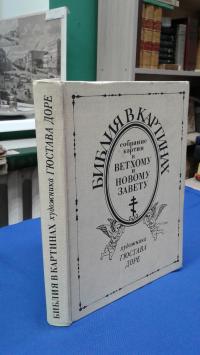 БИБЛИЯ В КАРТИНАХ
собрание
картин к
ВЕТХОМУ и
НОВОМУ
ЗАВЕТУ
художника
ГЮСТАВА
ДОРЕ
БИБЛИЯ В КАРТИНАХ художника ГЮСТАВА ДОРЕ